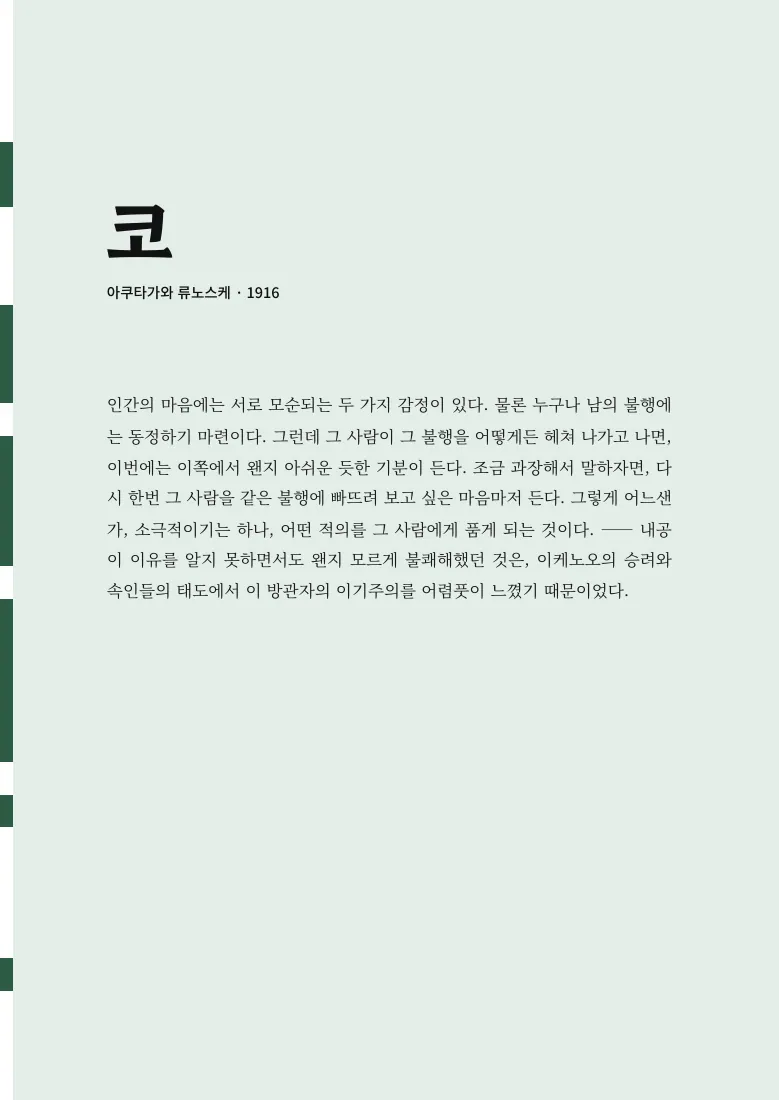 코
아쿠타가와 류노스케 · 1916
인간의 마음에는 서로 모순되는 두 가지 감정이 있다. 물론 누구나 남의 불행에
는 동정하기 마련이다. 그런데 그 사람이 그 불행을 어떻게든 헤쳐 나가고 나면,
이번에는 이쪽에서 왠지 아쉬운 듯한 기분이 든다. 조금 과장해서 말하자면, 다
시 한번 그 사람을 같은 불행에 빠뜨려 보고 싶은 마음마저 든다. 그렇게 어느샌
가, 소극적이기는 하나, 어떤 적의를 그 사람에게 품게 되는 것이다. ── 내공
이 이유를 알지 못하면서도 왠지 모르게 불쾌해했던 것은, 이케노오의 승려와
속인들의 태도에서 이 방관자의 이기주의를 어렴풋이 느꼈기 때문이었다.